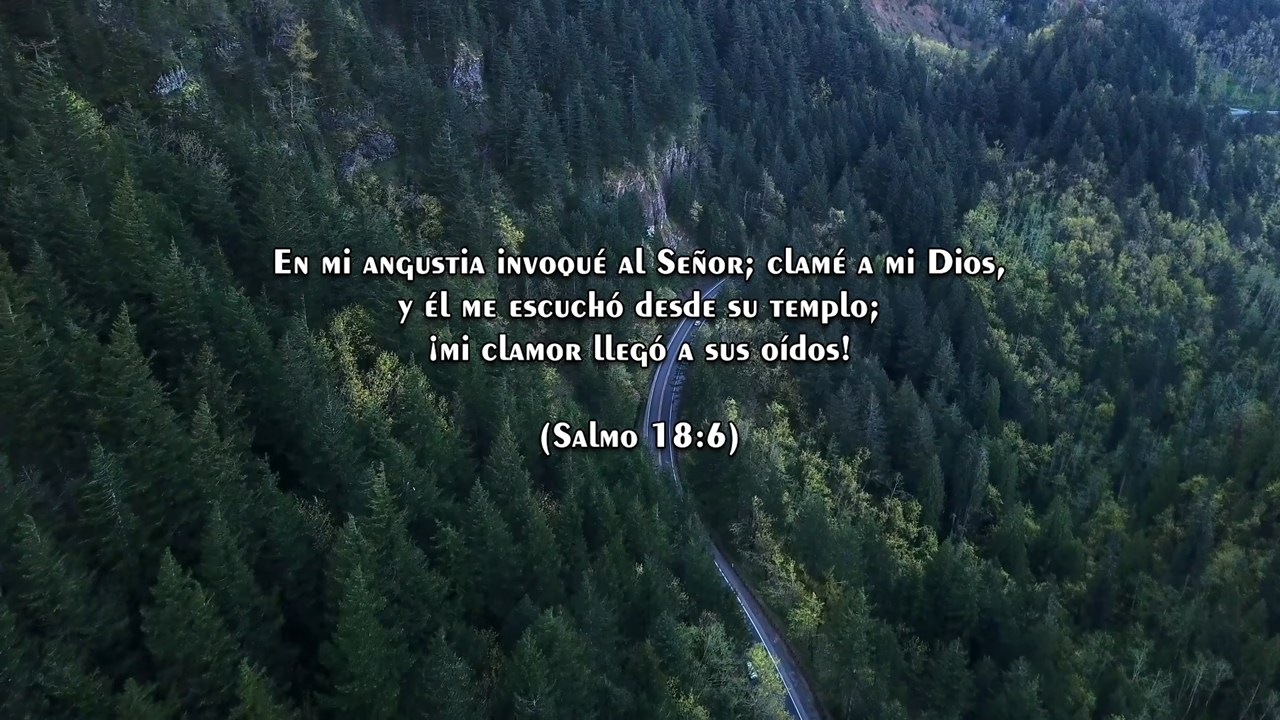 En mi angustia invoqué al Señor; clamé a mi Dios,
y él me escuchó desde su templo;
¡mi clamor llegó a sus oídos!
(Salmo 18:6)